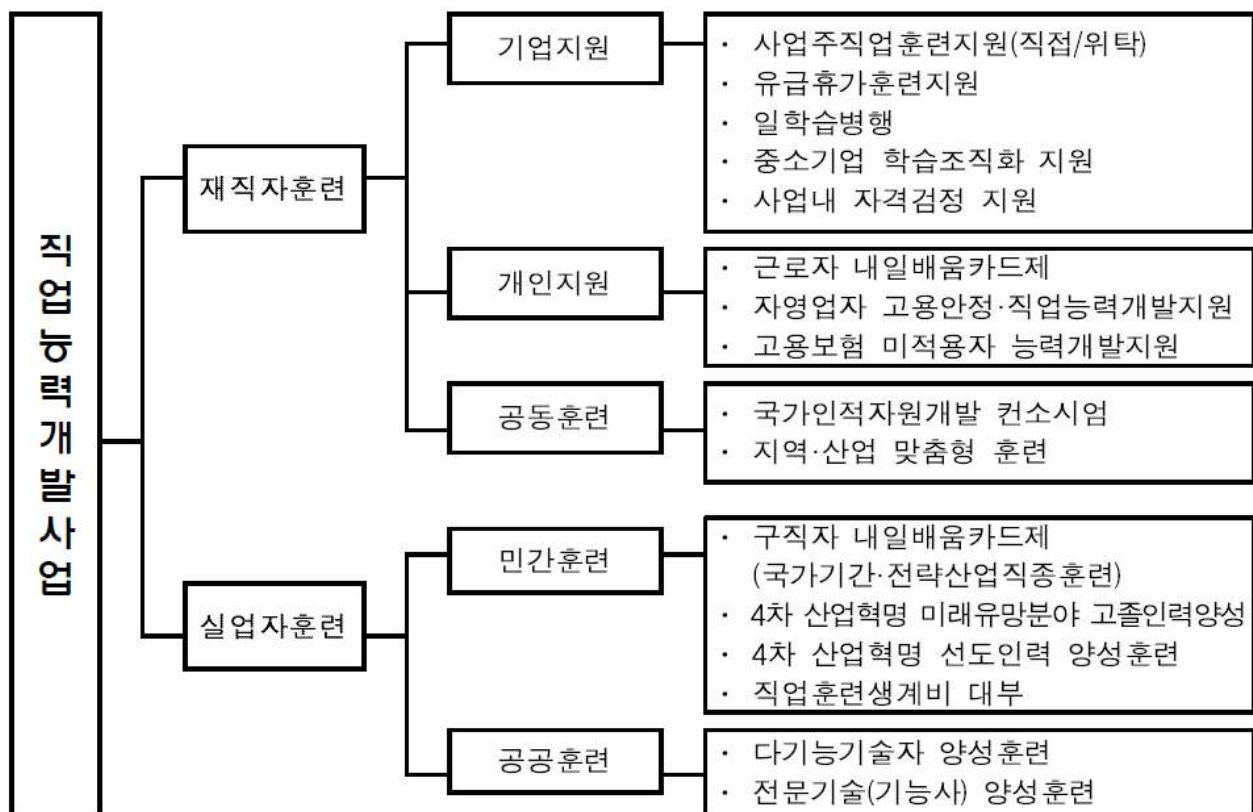 직업능력개발사업
재직자훈련
기업지원
· 사업주직업훈련지원(직접/위탁)
· 유급휴가훈련지원
· 일학습병행
· 중소기업 학습조직화 지원
· 사업내 자격검정 지원
개인지원
· 근로자 내일배움카드제
· 자영업자 고용안정·직업능력개발지원
· 고용보험 미적용자 능력개발지원
공동훈련
· 국가인적자원개발 컨소시엄
· 지역·산업 맞춤형 훈련
실업자훈련
민간훈련
· 구직자 내일배움카드제
(국가기간·전략산업직종훈련)
· 4차 산업혁명 미래유망분야 고졸인력양성
· 4차 산업혁명 선도인력 양성훈련
· 직업훈련생계비 대부
공공훈련
· 다기능기술자 양성훈련
· 전문기술(기능사) 양성훈련